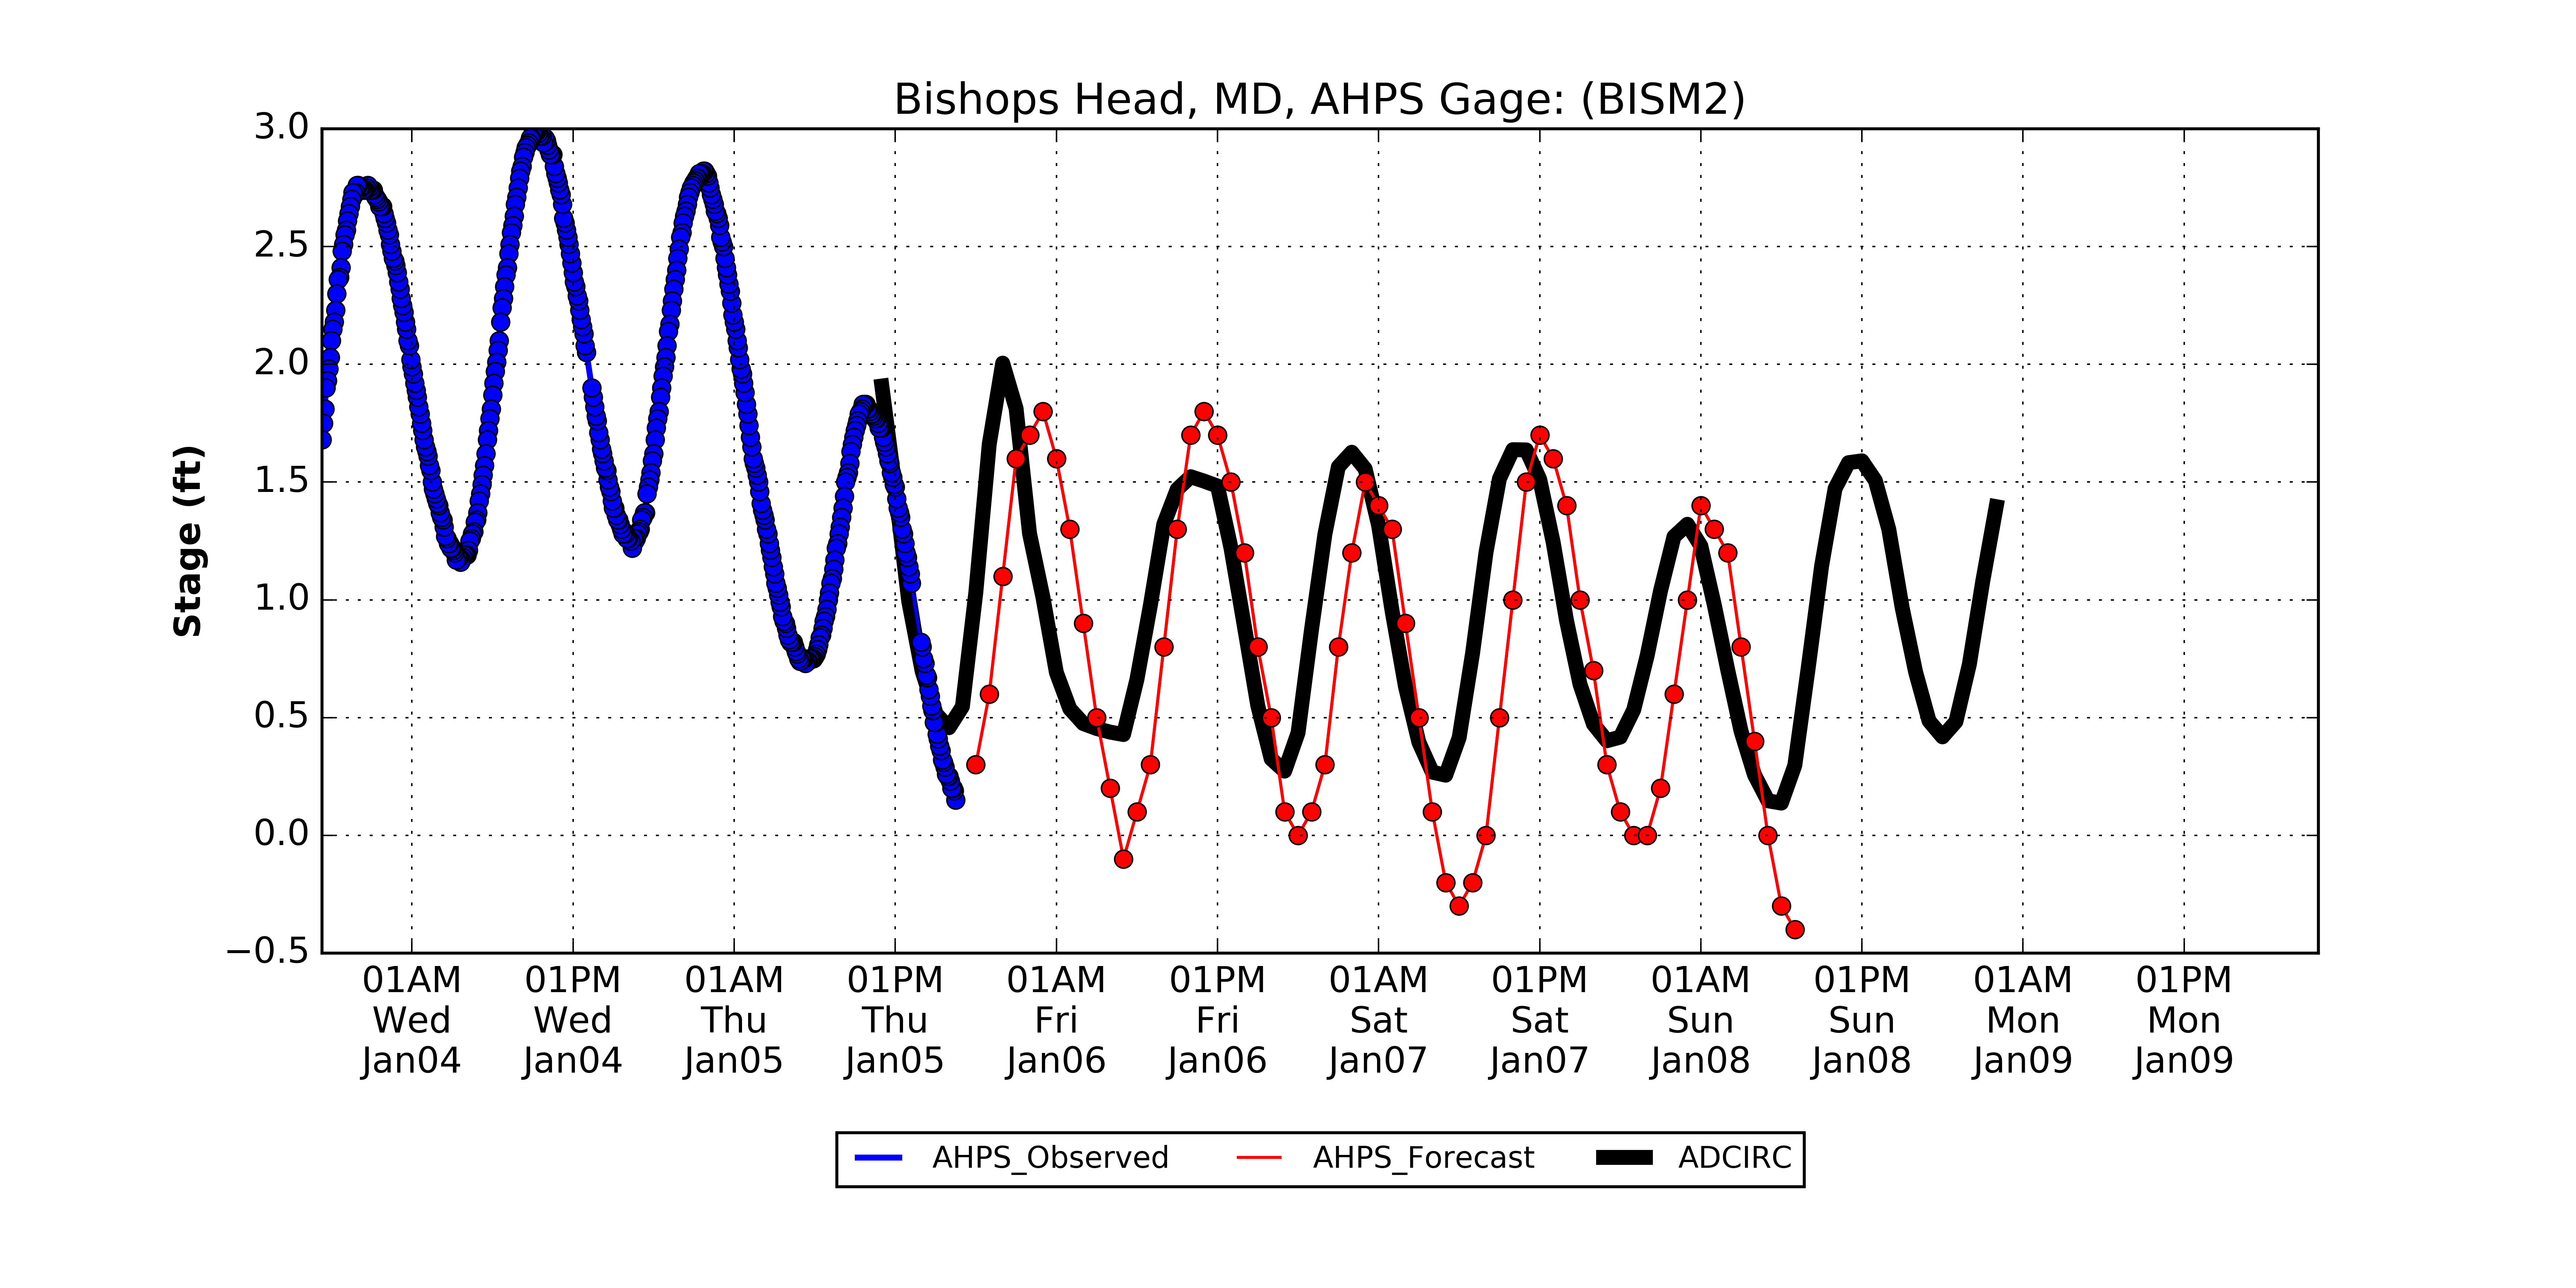 Bishops Head, MD, AHPS Gage: (BISM2)
Stage (ft)
3.0
2.5
2.0
1.5
1.0
0.5
0.0
−0.5
01AM 01PM 01AM 01PM 01AM 01PM 01AM 01PM 01AM 01PM 01AM 01PM
Wed Wed Thu Thu Fri Fri Sat Sat Sun Sun Mon Mon
Jan04 Jan04 Jan05 Jan05 Jan06 Jan06 Jan07 Jan07 Jan08 Jan08 Jan09 Jan09
AHPS_Observed AHPS_Forecast ADCIRC